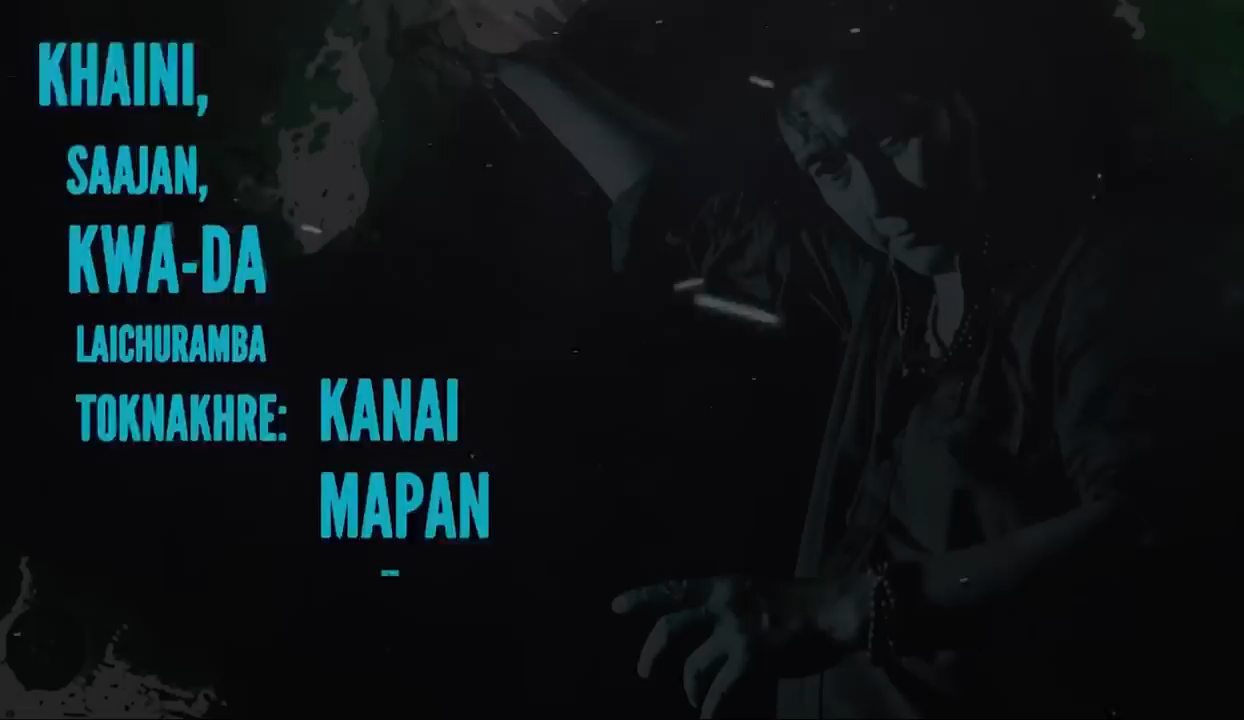 KHAINI,
SAAJAN,
KWA-DA
LAICHURAMBA
TOKNAKHRE: KANAI
MAPAN